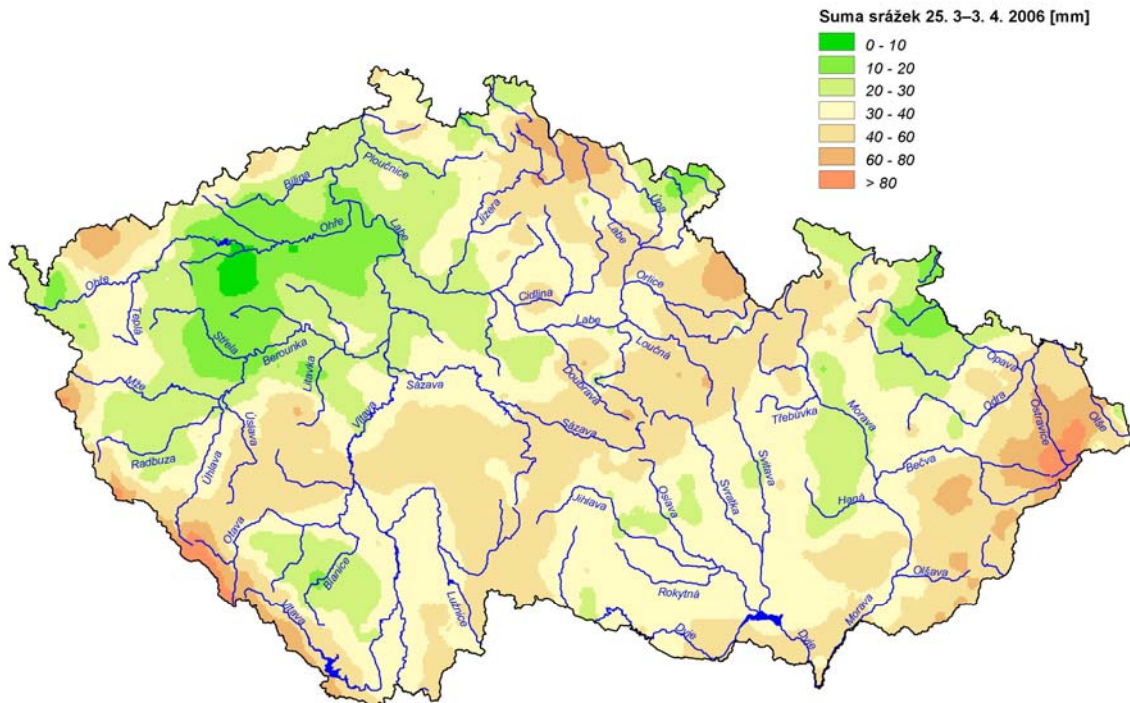 Suma srážek 25. 3–3. 4. 2006 [mm]
0 - 10
10 - 20
20 - 30
30 - 40
40 - 60
60 - 80
> 80
Ploučnice
Bílina
Ohře
Labe
Jizera
Labe
Úpa
Ohře
Teplá
Střela
Berounka
Litavka
Cidlina
Orlice
Labe
Loučná
Doubrava
Mže
Úslava
Radbuza
Úhlava
Vltava
Sázava
Sázava
Třebůvka
Morava
Opava
Odra
Ostravice
Olše
Bečva
Haná
Svitava
Svratka
Oslava
Jihlava
Rokytná
Otava
Blanice
Vltava
Lužnice
Dyje
Dyje
Morava
Olšava